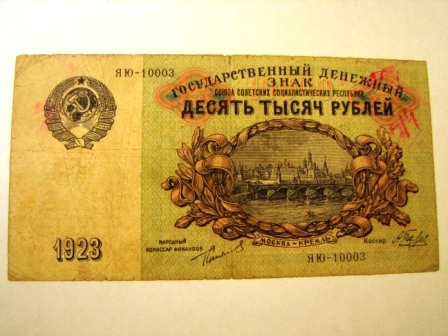 ЯЮ-10003
ГОСУДАРСТВЕННЫЙ ДЕНЕЖНЫЙ
ЗНАК
СОЮЗА СОВЕТСКИХ СОЦИАЛИСТИЧЕСКИХ РЕСПУБЛИК
ДЕСЯТЬ ТЫСЯЧ РУБЛЕЙ
1923
НАРОДНЫЙ
КОМИССАР ФИНАНСОВ
МОСКВА-КРЕМЛЬ
Кассир
ЯЮ-10003